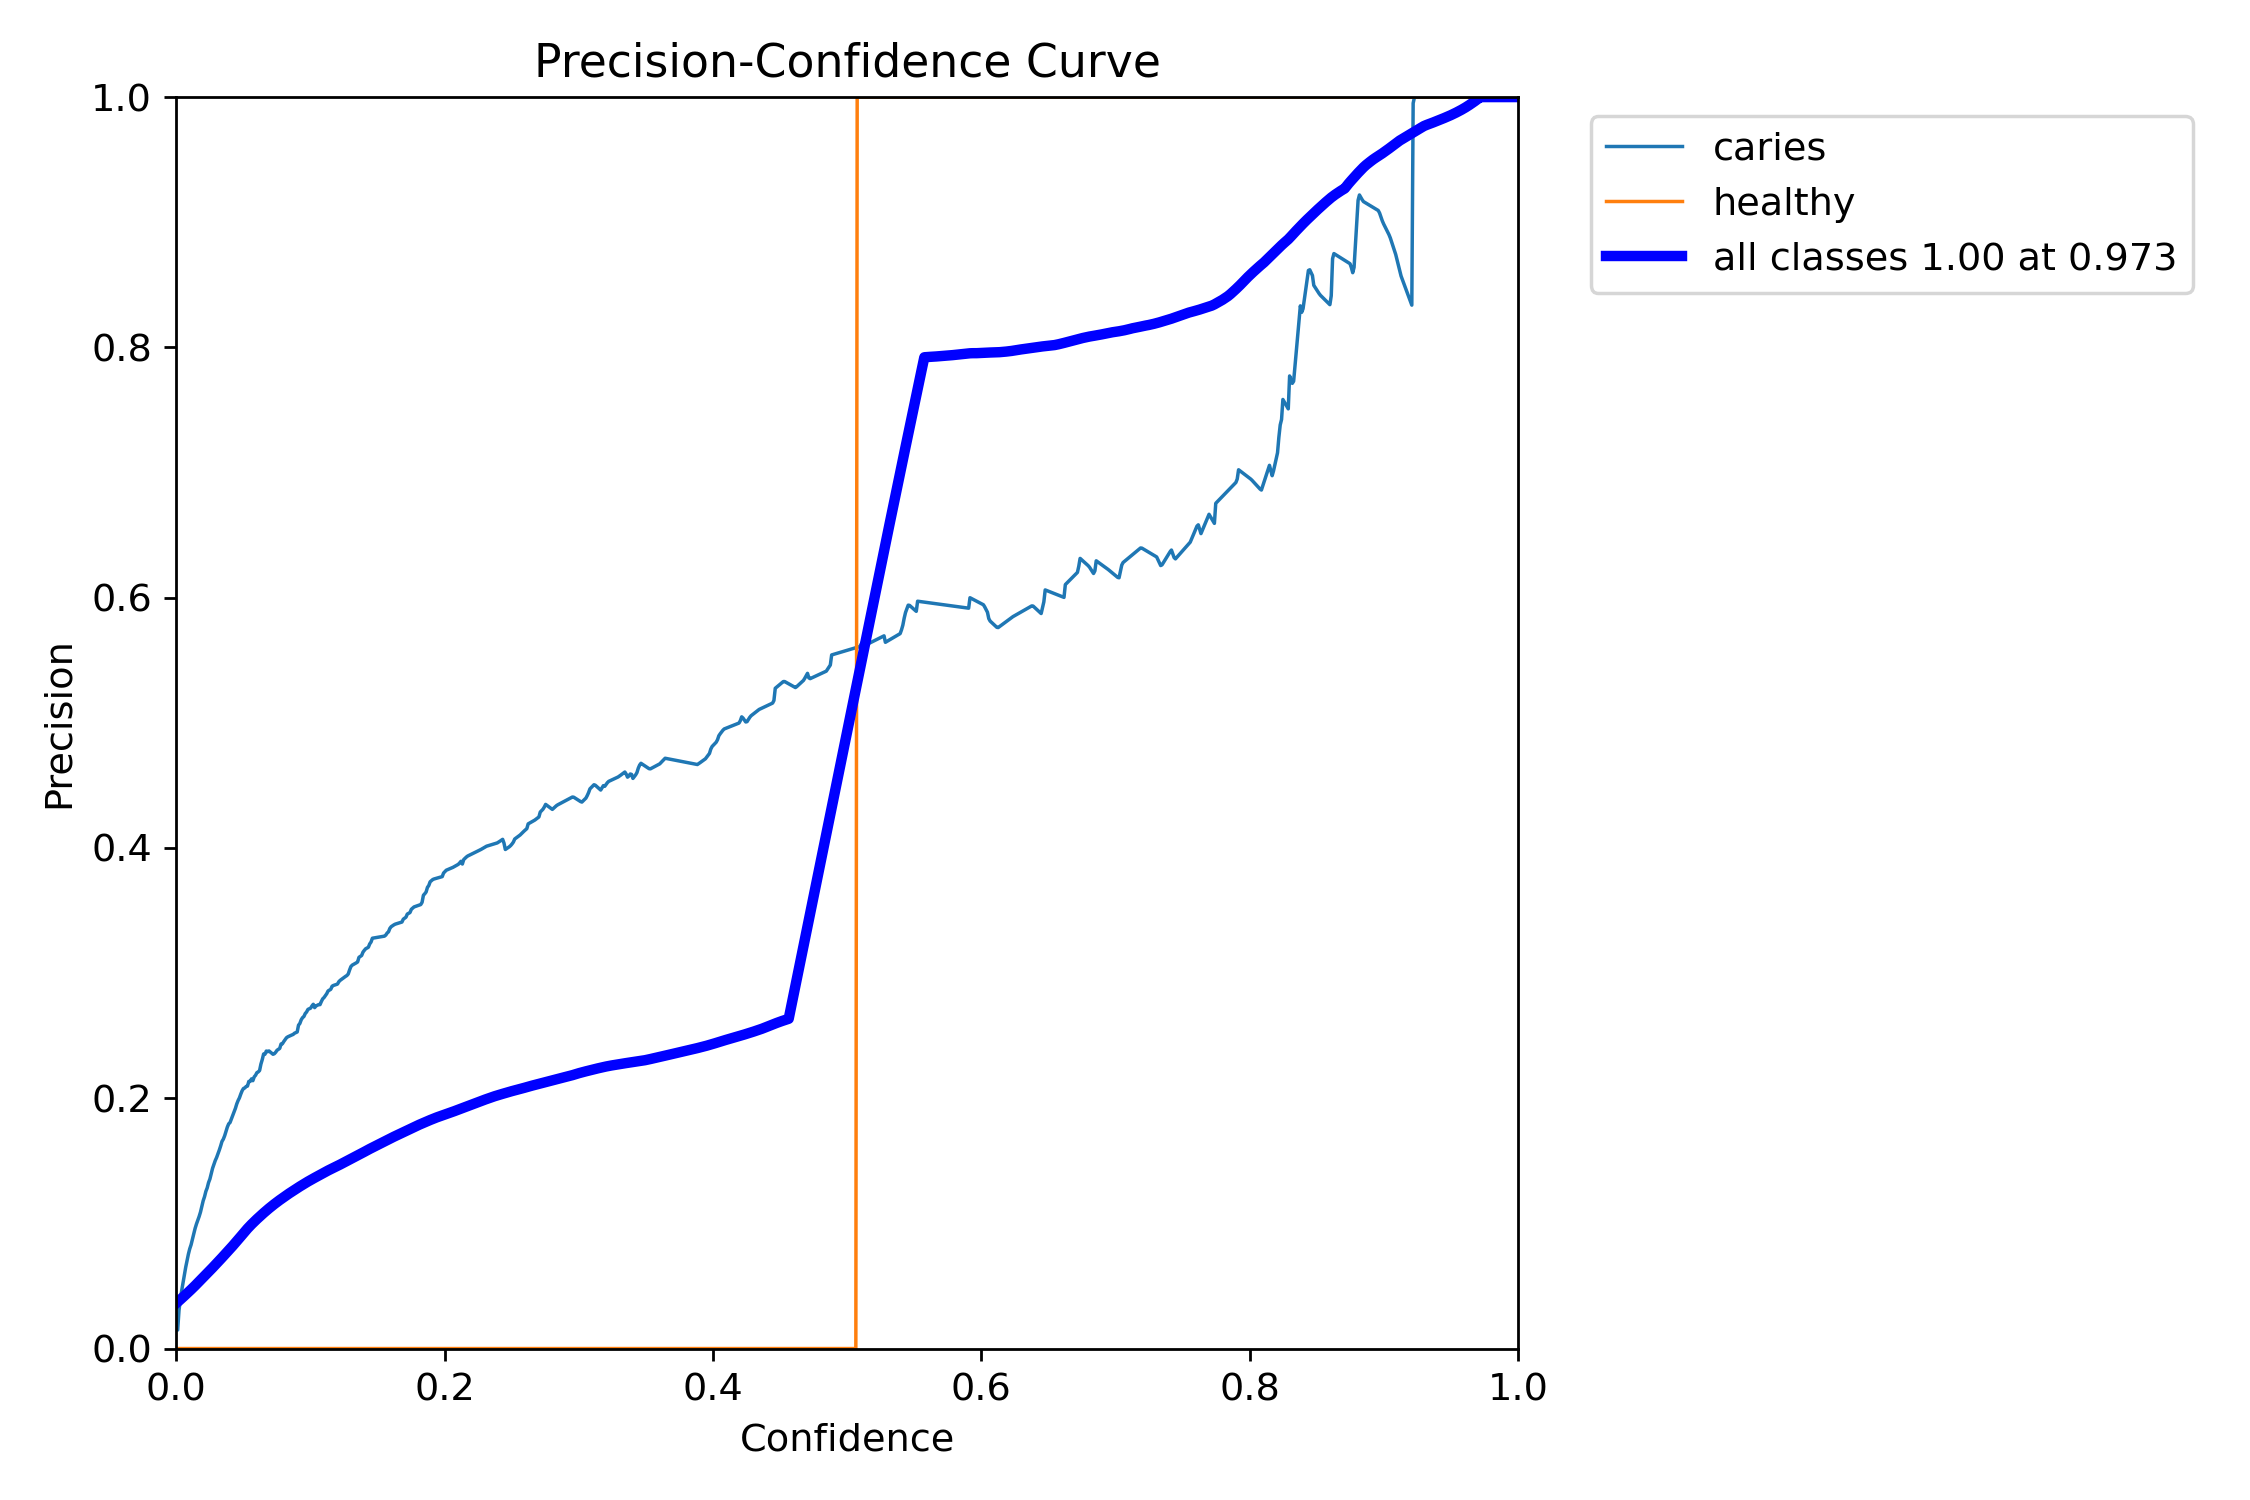 Precision-Confidence Curve
1.0
0.8
0.6
0.4
0.2
0.0
Precision
0.0 0.2 0.4 0.6 0.8 1.0
Confidence
caries
healthy
all classes 1.00 at 0.973